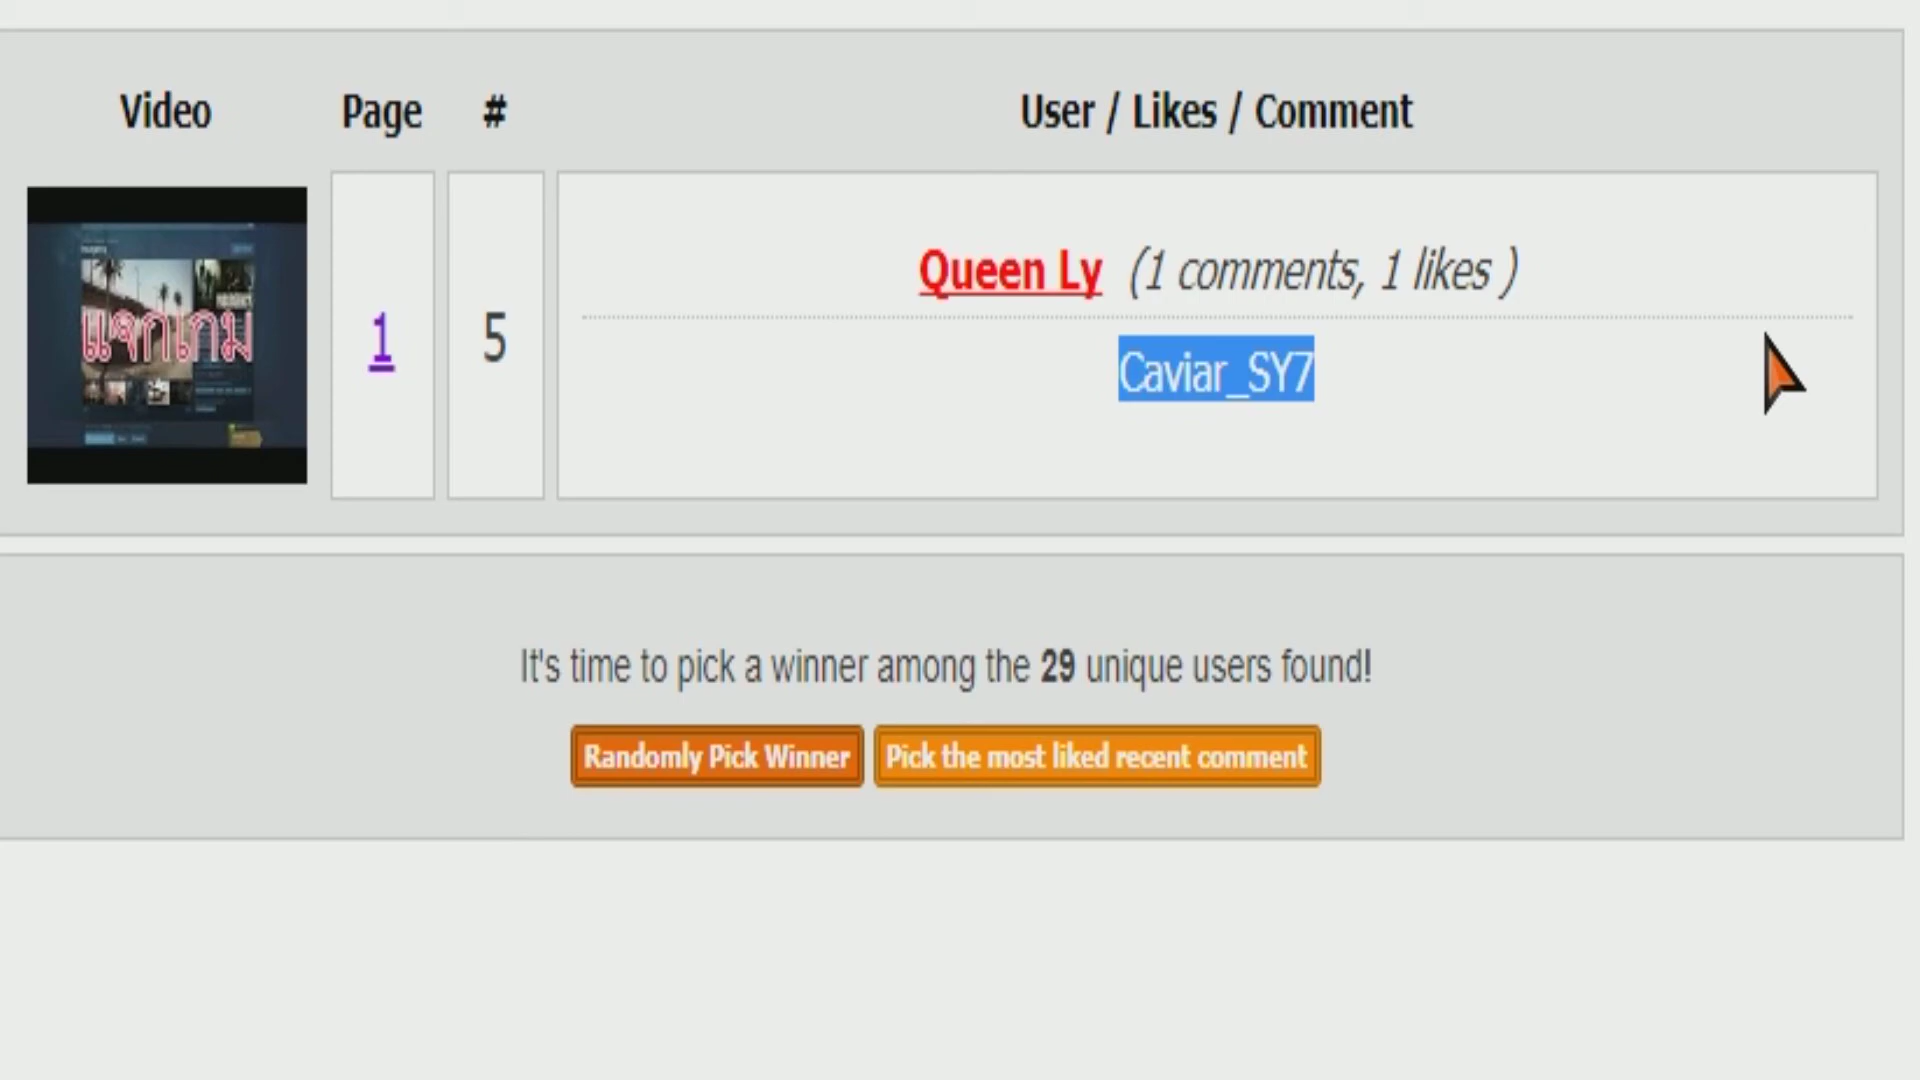 Video Page # User / Likes / Comment
แจกเกม
1
5
Queen Ly (1 comments, 1 likes )
Caviar_SY7
It's time to pick a winner among the 29 unique users found!
Randomly Pick Winner Pick the most liked recent comment